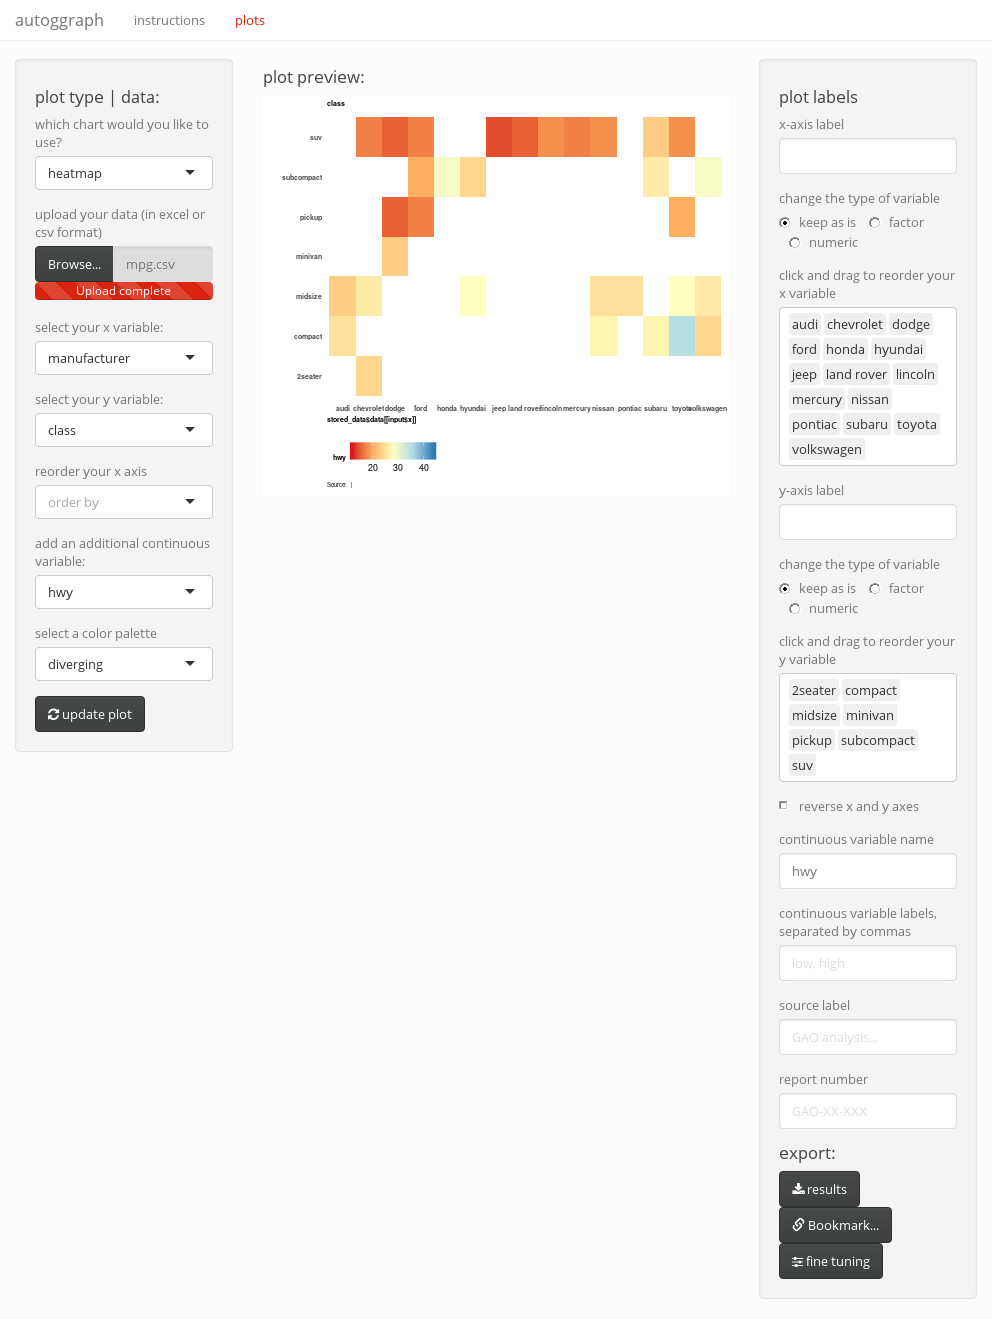 autoggraph instructions plots
plot type | data:
which chart would you like to
use?
heatmap
upload your data (in excel or
csv format)
Browse... mpg.csv
Upload complete
select your x variable:
manufacturer
select your y variable:
class
reorder your x axis
order by
add an additional continuous
variable:
hwy
select a color palette
diverging
update plot
plot preview:
class
suv
subcompact
pickup
minivan
midsize
compact
2seater
audi chevrolet dodge ford honda hyundai jeep land rover lincoln mercury nissan pontiac subaru toyota volkswagen
stored_data$data[[input$x]]
hwy
20 30 40
Source: |
plot labels
x-axis label
change the type of variable
keep as is factor
numeric
click and drag to reorder your
x variable
audi chevrolet dodge
ford honda hyundai
jeep land rover lincoln
mercury nissan
pontiac subaru toyota
volkswagen
y-axis label
change the type of variable
keep as is factor
numeric
click and drag to reorder your
y variable
2seater compact
midsize minivan
pickup subcompact
suv
reverse x and y axes
continuous variable name
hwy
continuous variable labels,
separated by commas
low, high
source label
GAO analysis...
report number
GAO-XX-XXX
export:
results
Bookmark...
fine tuning